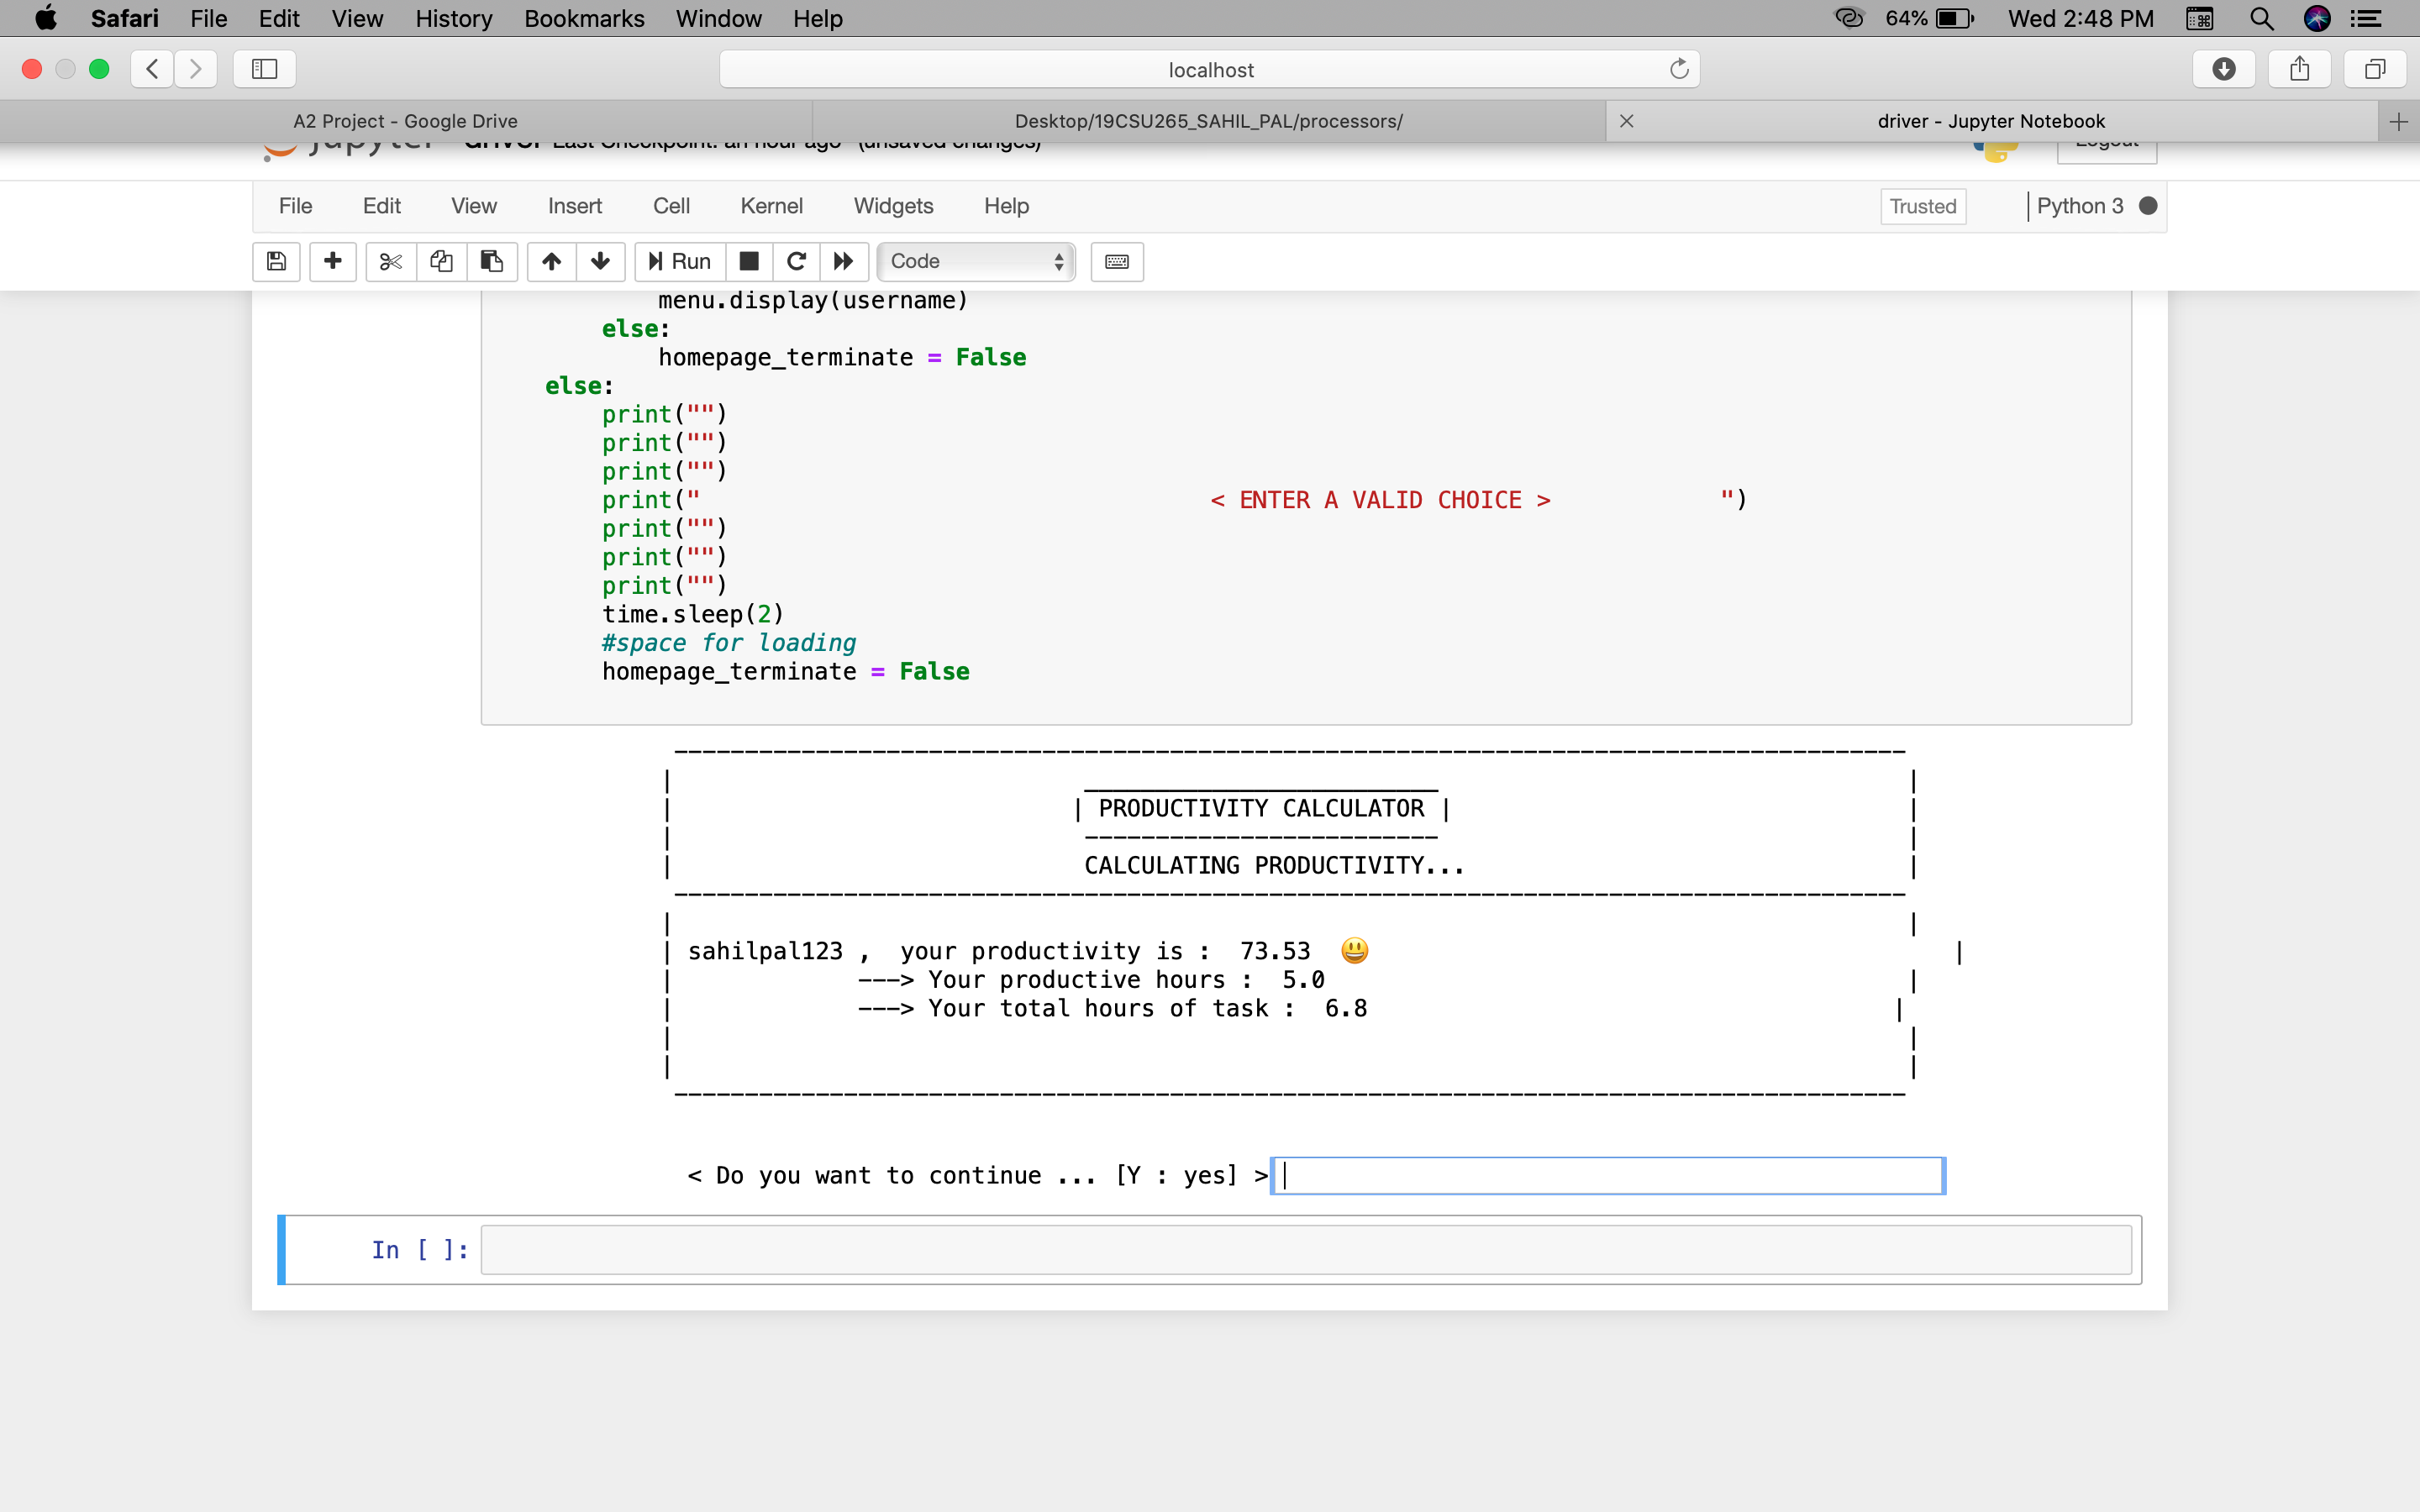 Safari File Edit View History Bookmarks Window Help 64% Wed 2:48 PM
localhost
A2 Project - Google Drive Desktop/19CSU265_SAHIL_PAL/processors/ driver - Jupyter Notebook
jupyter driver Last Checkpoint: an hour ago (unsaved changes) Logout
File Edit View Insert Cell Kernel Widgets Help Trusted Python 3
Run Code
menu.display(username)
else:
homepage_terminate = False
else:
print("")
print("")
print("")
print(" < ENTER A VALID CHOICE > ")
print("")
print("")
print("")
time.sleep(2)
#space for loading
homepage_terminate = False
| PRODUCTIVITY CALCULATOR |
CALCULATING PRODUCTIVITY...
sahilpal123 , your productivity is : 73.53 😃
---> Your productive hours : 5.0
---> Your total hours of task : 6.8
< Do you want to continue ... [Y : yes] >
In [ ]: